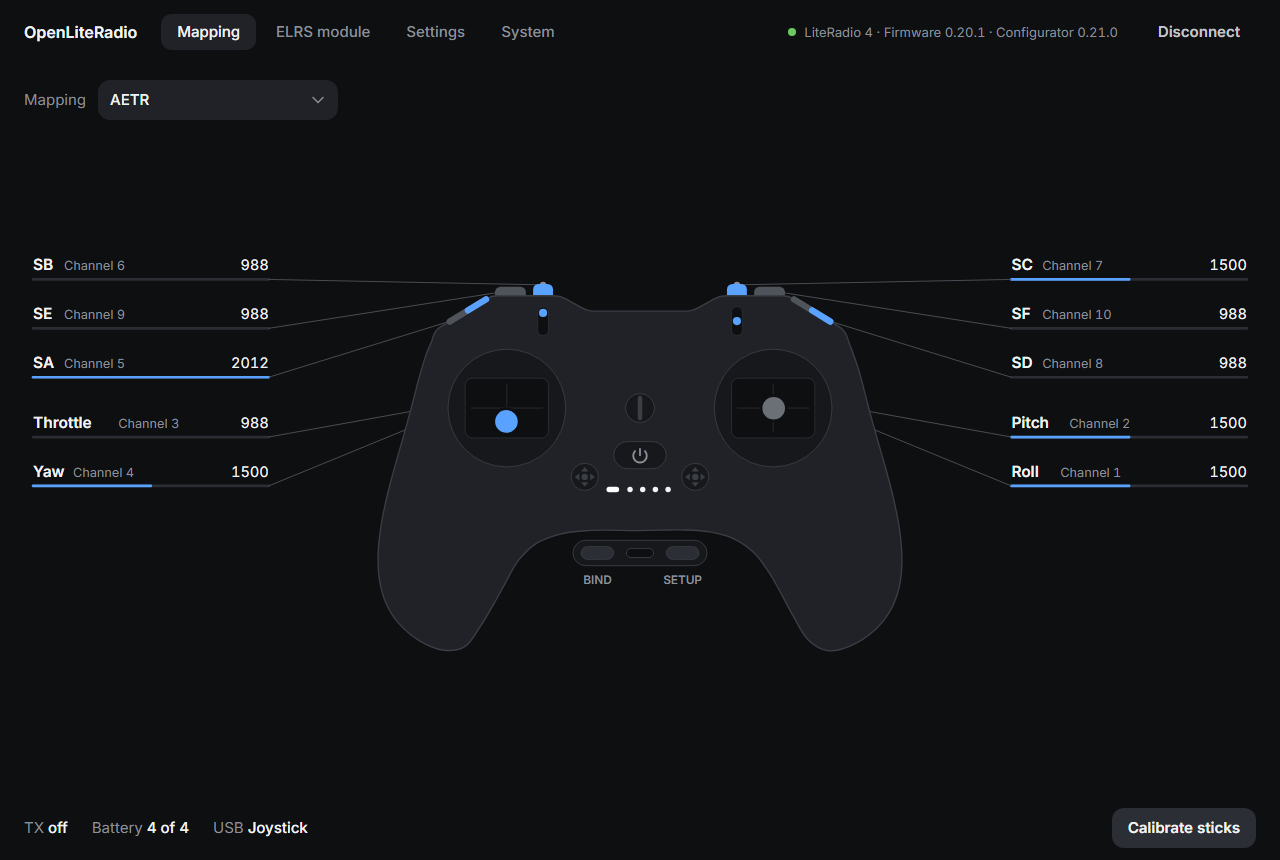 OpenLiteRadio Mapping ELRS module Settings System LiteRadio 4 · Firmware 0.20.1 · Configurator 0.21.0 Disconnect
Mapping AETR
SB Channel 6 988
SE Channel 9 988
SA Channel 5 2012
Throttle Channel 3 988
Yaw Channel 4 1500
SC Channel 7 1500
SF Channel 10 988
SD Channel 8 988
Pitch Channel 2 1500
Roll Channel 1 1500
BIND SETUP
TX off Battery 4 of 4 USB Joystick Calibrate sticks